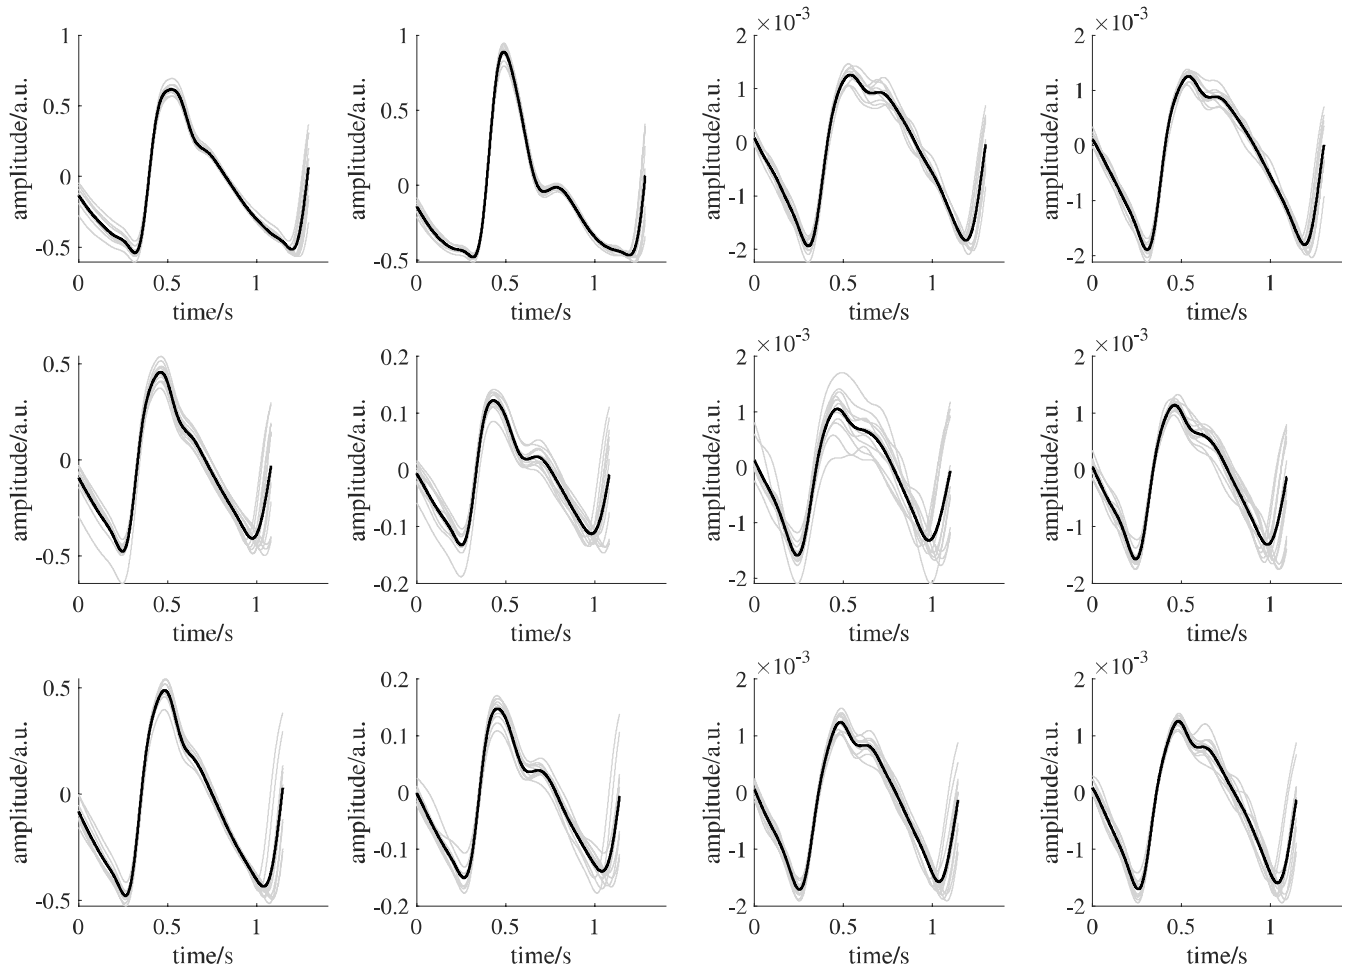 ×10⁻³ ×10⁻³
1 1 2 2
amplitude/a.u. amplitude/a.u. amplitude/a.u. amplitude/a.u.
0.5 0.5 1 1
0 0 0 0
-1 -1
-0.5 -0.5 -2 -2
0 0.5 1 0 0.5 1 0 0.5 1 0 0.5 1
time/s time/s time/s time/s
×10⁻³ ×10⁻³
0.5 0.2 2 2
amplitude/a.u. amplitude/a.u. amplitude/a.u. amplitude/a.u.
0.1 1 1
0 0 0 0
-0.1 -1 -1
-0.5 -0.2 -2 -2
0 0.5 1 0 0.5 1 0 0.5 1 0 0.5 1
time/s time/s time/s time/s
×10⁻³ ×10⁻³
0.5 0.2 2 2
amplitude/a.u. amplitude/a.u. amplitude/a.u. amplitude/a.u.
0.1 1 1
0 0 0 0
-0.1 -1 -1
-0.5 -0.2 -2 -2
0 0.5 1 0 0.5 1 0 0.5 1 0 0.5 1
time/s time/s time/s time/s